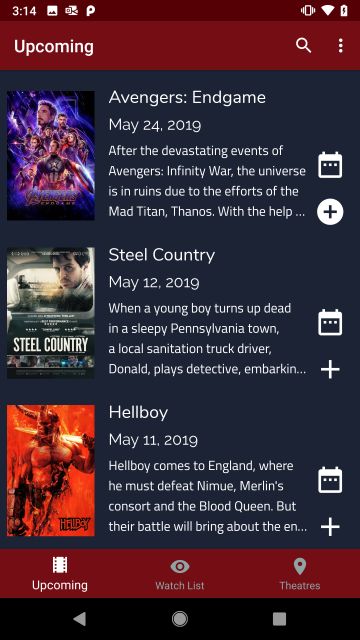 3:14
Upcoming
Avengers: Endgame
May 24, 2019
After the devastating events of
Avengers: Infinity War, the universe
is in ruins due to the efforts of the
Mad Titan, Thanos. With the help ...
AVENGERS
ENDGAME
Steel Country
May 12, 2019
When a young boy turns up dead
in a sleepy Pennsylvania town,
a local sanitation truck driver,
Donald, plays detective, embarkin...
STEEL COUNTRY
Hellboy
May 11, 2019
Hellboy comes to England, where
he must defeat Nimue, Merlin's
consort and the Blood Queen. But
their battle will bring about the en...
HELLBOY
Upcoming
Watch List
Theatres